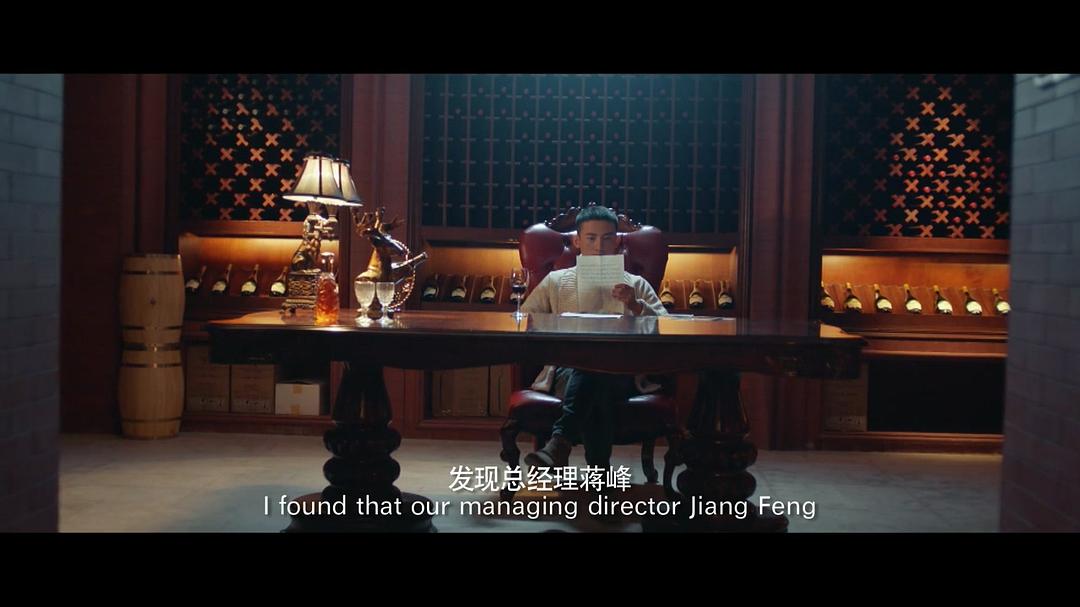 发现总经理蒋峰
I found that our managing director Jiang Feng